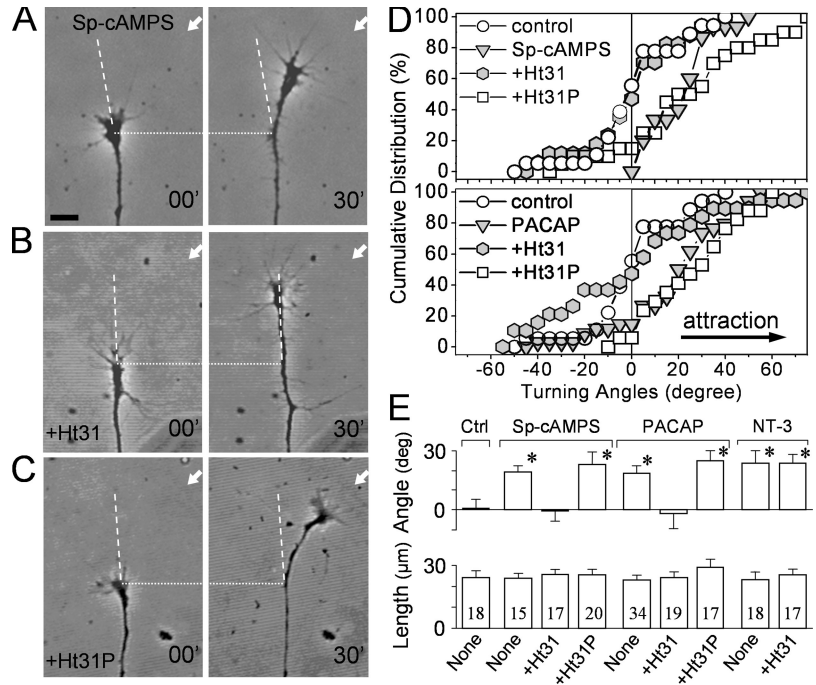 A
Sp-cAMPS
00’
30’
B
+Ht31
00’
30’
C
+Ht31P
00’
30’
D
Cumulative Distribution (%)
100
80
60
40
20
0
control
Sp-cAMPS
+Ht31
+Ht31P
100
80
60
40
20
0
control
PACAP
+Ht31
+Ht31P
attraction
-60 -40 -20 0 20 40 60
Turning Angles (degree)
E
Ctrl Sp-cAMPS PACAP NT-3
Angle (deg)
30
0
* * * * * *
Length (µm)
30
0
18 15 17 20 34 19 17 18 17
None None +Ht31 +Ht31P None +Ht31 +Ht31P None +Ht31